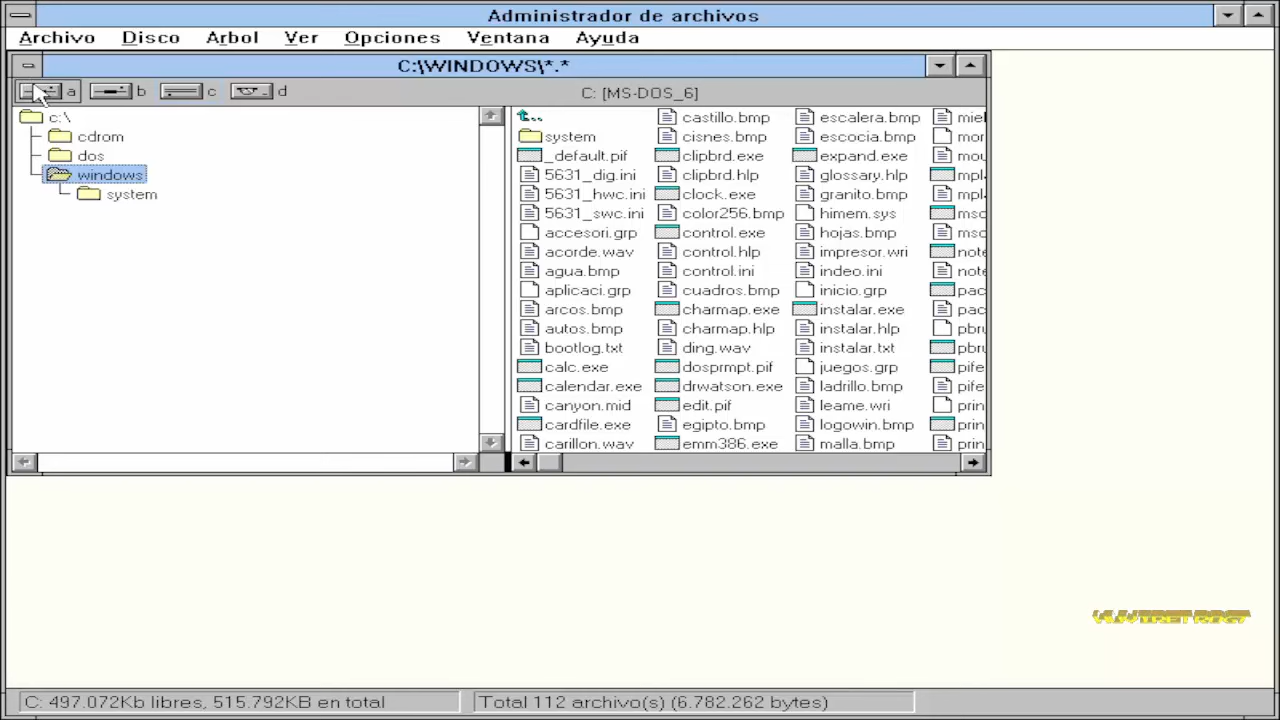 Administrador de archivos
Archivo Disco Arbol Ver Opciones Ventana Ayuda
C:\WINDOWS\*.*
a b c d C: [MS-DOS_6]
c:\
cdrom
dos
windows
system
..
system
_default.pif
5631_dig.ini
5631_hwc.ini
5631_swc.ini
accesori.grp
acorde.wav
agua.bmp
aplicaci.grp
arcos.bmp
autos.bmp
bootlog.txt
calc.exe
calendar.exe
canyon.mid
cardfile.exe
carillon.wav
castillo.bmp
cisnes.bmp
clipbrd.exe
clipbrd.hlp
clock.exe
color256.bmp
control.exe
control.hlp
control.ini
cuadros.bmp
charmap.exe
charmap.hlp
ding.wav
dosprmpt.pif
drwatson.exe
edit.pif
egipto.bmp
emm386.exe
escalera.bmp
escocia.bmp
expand.exe
glossary.hlp
granito.bmp
himem.sys
hojas.bmp
impresor.wri
indeo.ini
inicio.grp
instalar.exe
instalar.hlp
instalar.txt
juegos.grp
ladrillo.bmp
leame.wri
logowin.bmp
malla.bmp
C: 497.072Kb libres, 515.792KB en total
Total 112 archivo(s) (6.782.262 bytes)